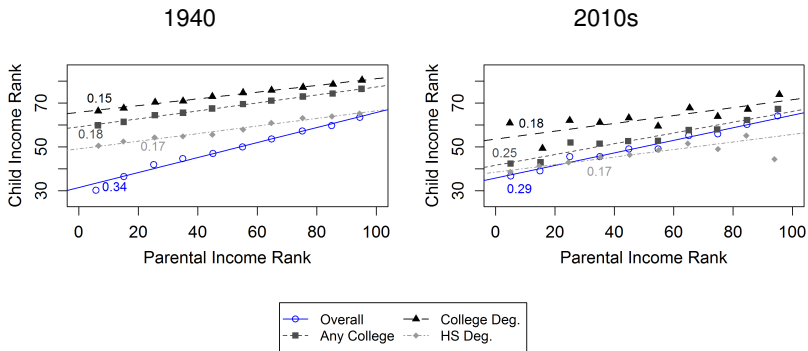 1940
2010s
Child Income Rank
30 50 70
0.15
0.18
0.17
0.34
0 20 40 60 80 100
Parental Income Rank
Child Income Rank
30 50 70
0.18
0.25
0.29
0.17
0 20 40 60 80 100
Parental Income Rank
Overall
Any College
College Deg.
HS Deg.